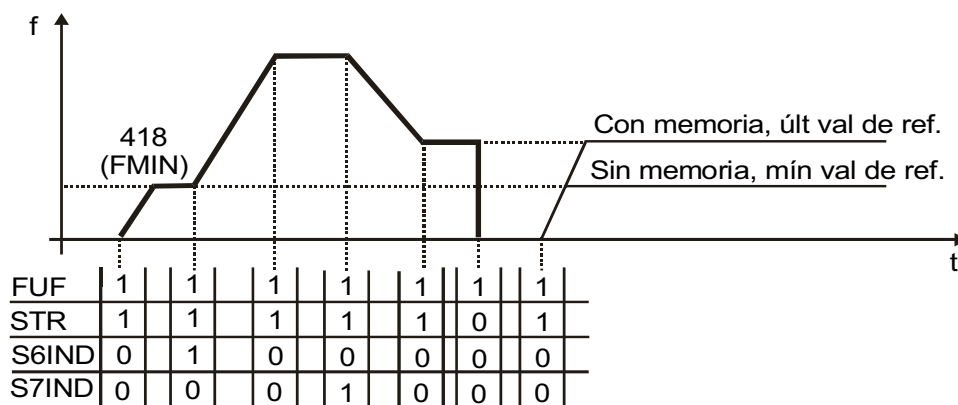 f
418
(FMIN)
Con memoria, últ val de ref.
Sin memoria, mín val de ref.
t
FUF 1 1 1 1 1 1 1
STR 1 1 1 1 1 0 1
S6IND 0 1 0 0 0 0 0
S7IND 0 0 0 1 0 0 0